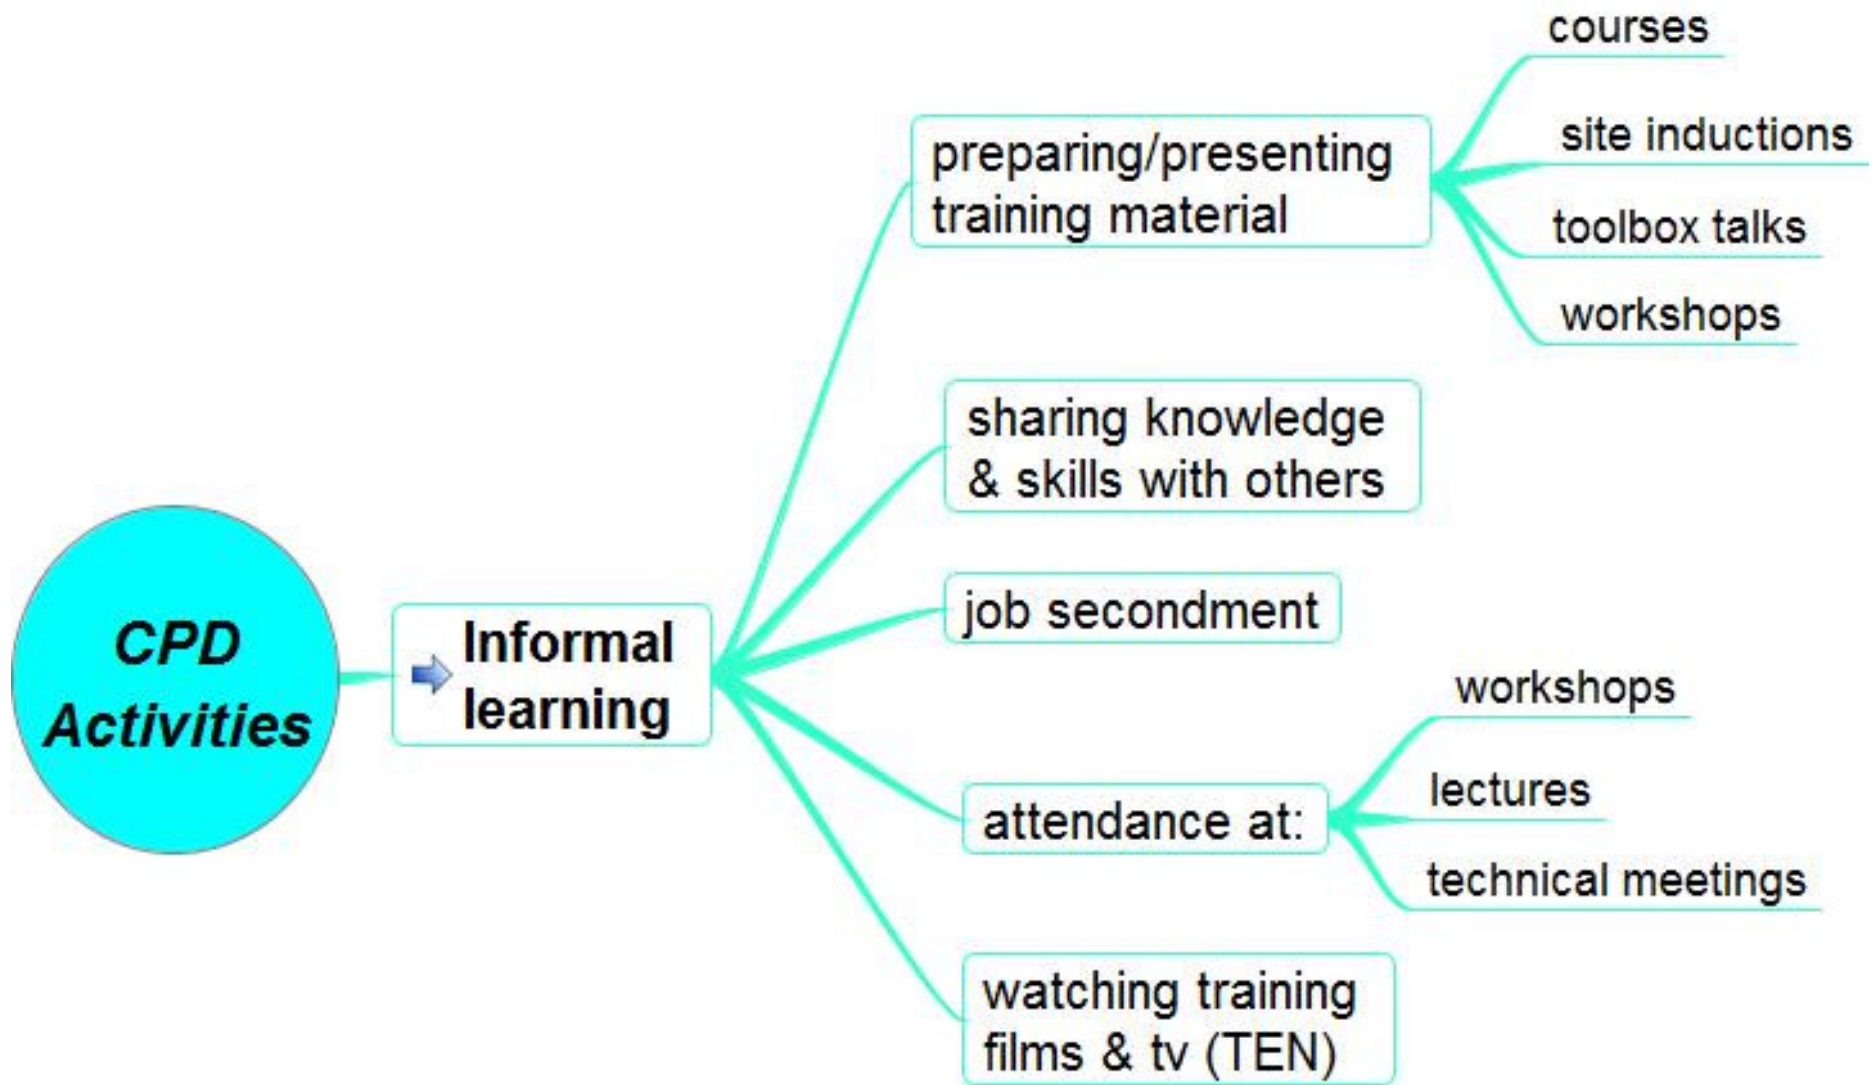 CPD
Activities
Informal
learning
preparing/presenting
training material
courses
site inductions
toolbox talks
workshops
sharing knowledge
& skills with others
job secondment
attendance at:
workshops
lectures
technical meetings
watching training
films & tv (TEN)